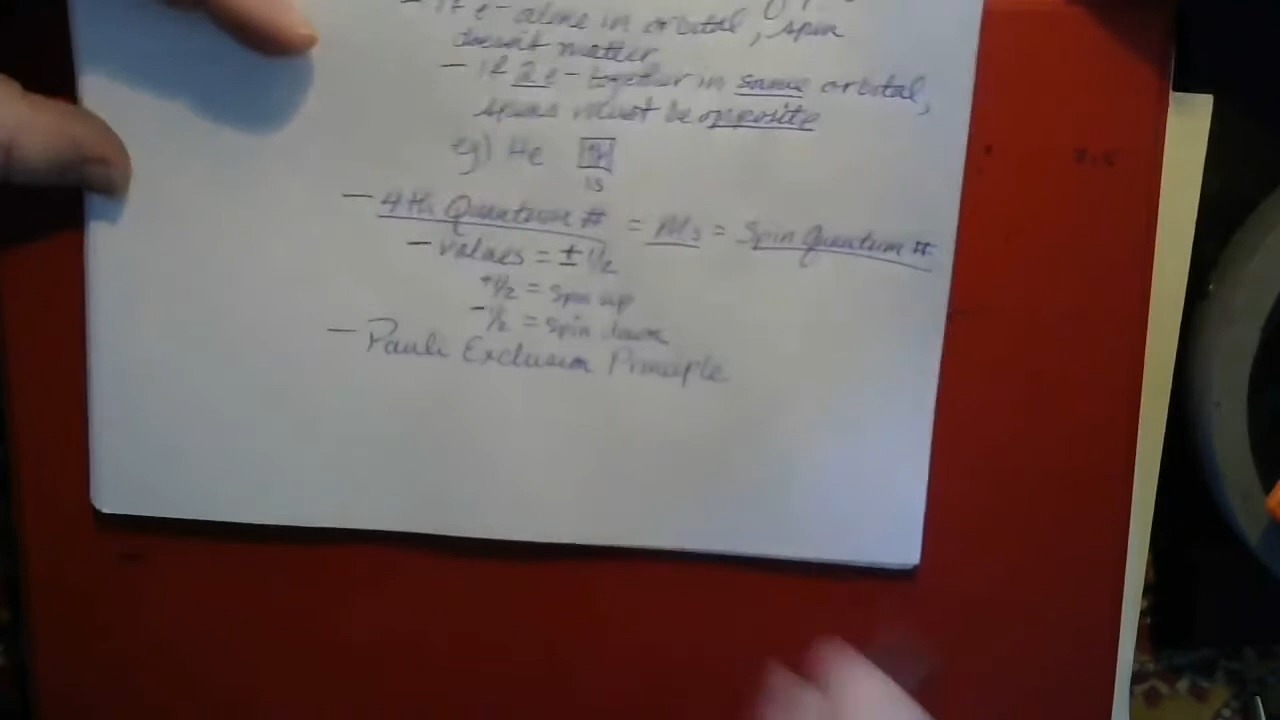 - If e- alone in orbital, spin
doesn't matter
- If 2 e- together in same orbital,
spins must be opposite
eg) He ⇅
1s
- 4th Quantum # = Ms = Spin Quantum #
- values = ± 1/2
+1/2 = spin up
-1/2 = spin down
- Pauli Exclusion Principle